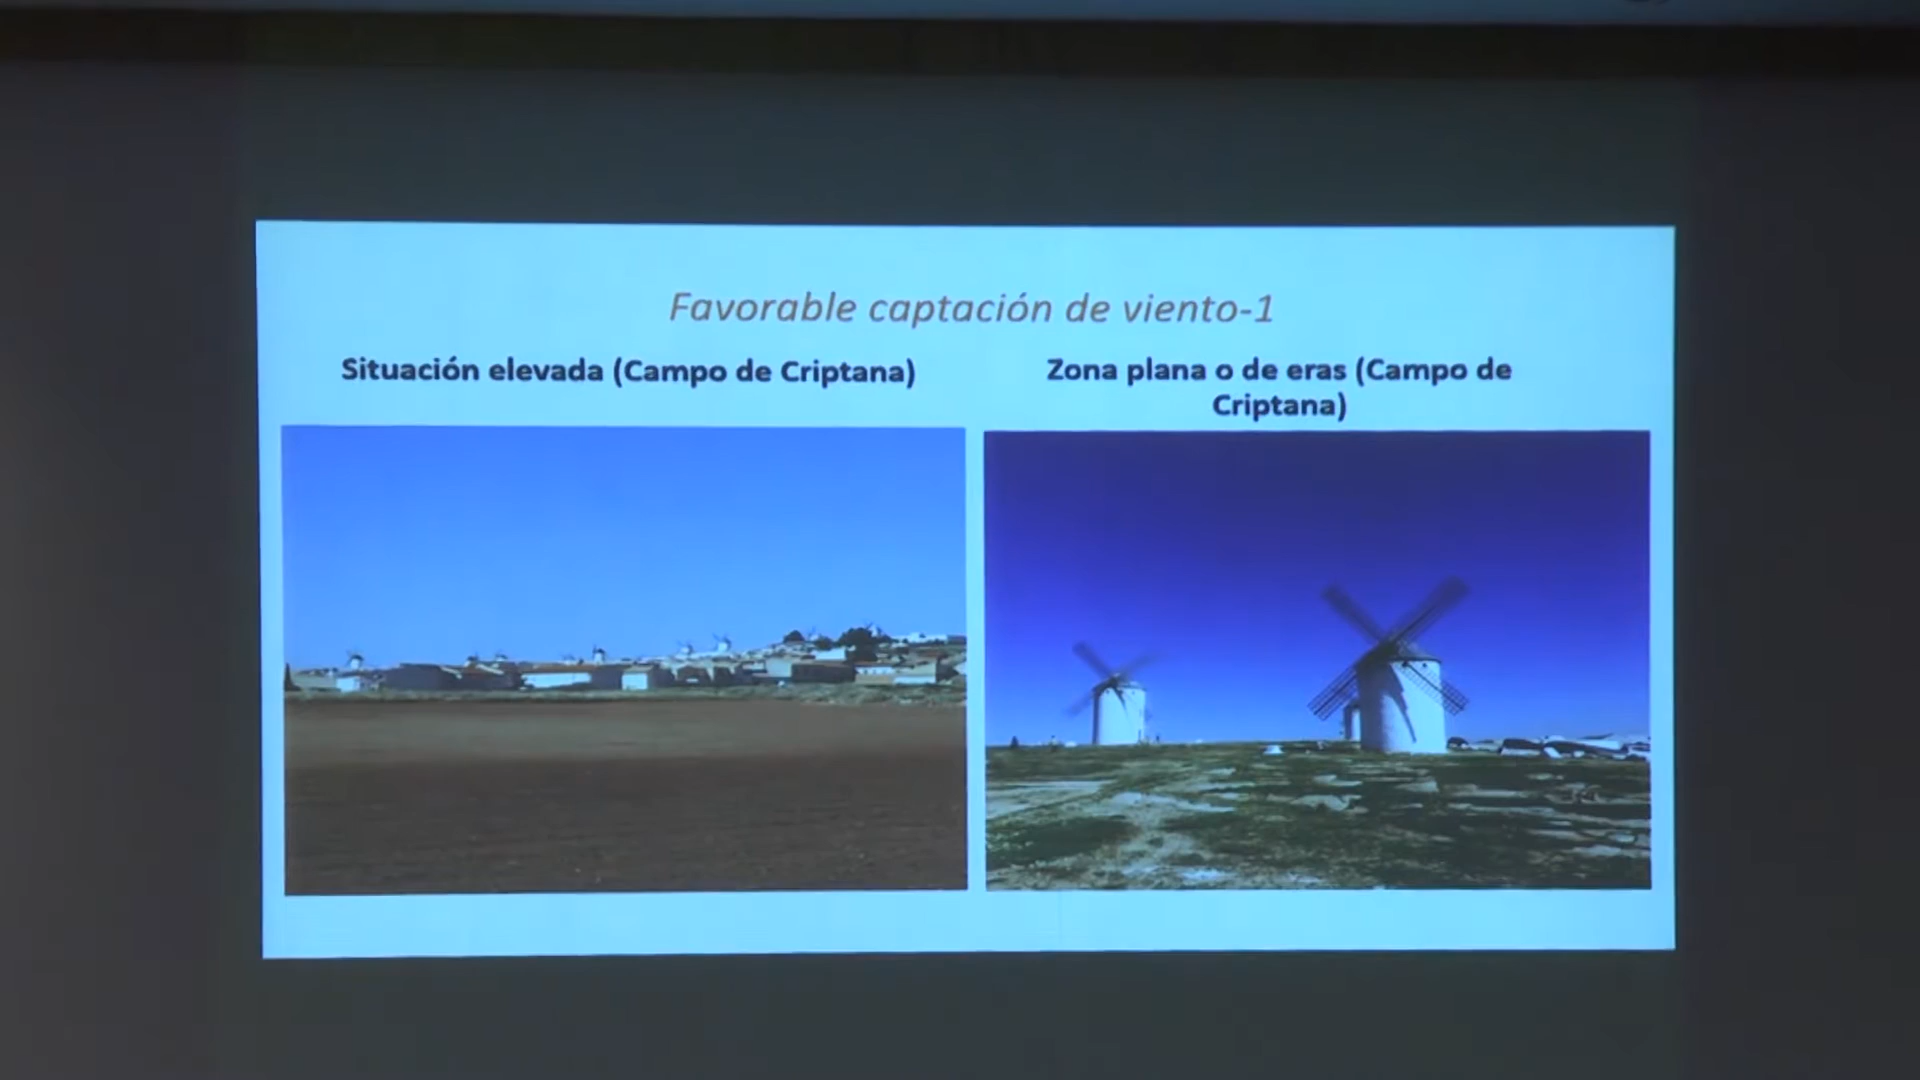 Favorable captación de viento-1
Situación elevada (Campo de Criptana)
Zona plana o de eras (Campo de
Criptana)